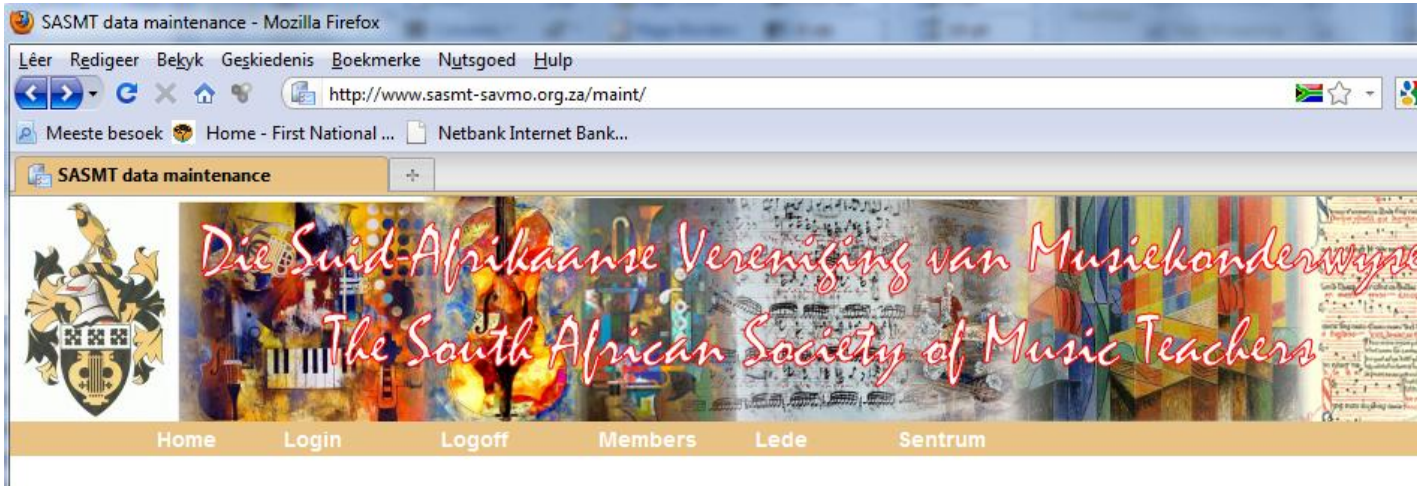 SASMT data maintenance - Mozilla Firefox
Lêer Redigeer Bekyk Geskiedenis Boekmerke Nutsgoed Hulp
http://www.sasmt-savmo.org.za/maint/
Meeste besoek Home - First National ... Netbank Internet Bank...
SASMT data maintenance
Die Suid-Afrikaanse Vereniging van Musiekonderwyse
The South African Society of Music Teachers
Home Login Logoff Members Lede Sentrum